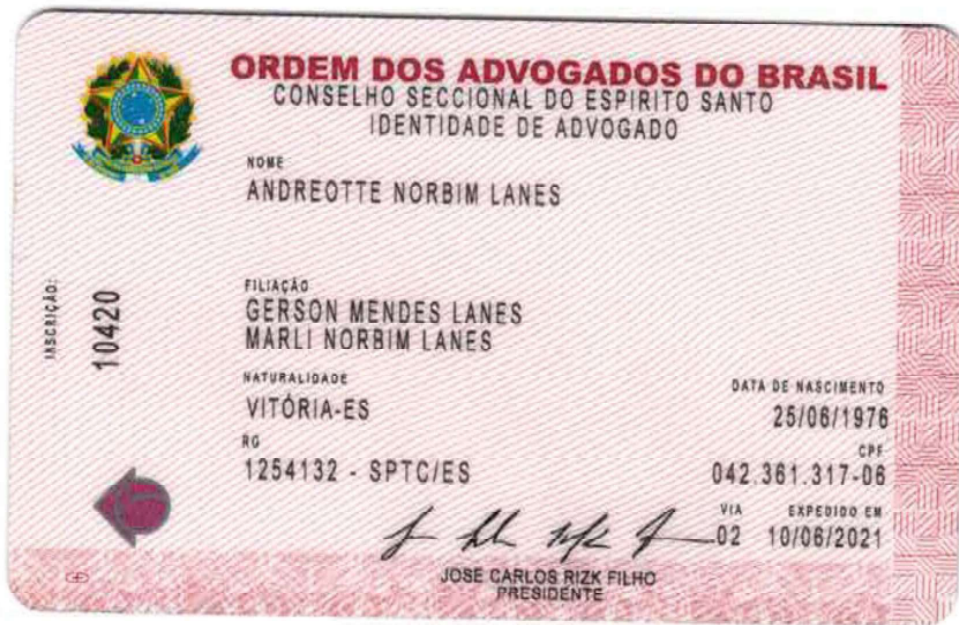 ORDEM DOS ADVOGADOS DO BRASIL
CONSELHO SECCIONAL DO ESPIRITO SANTO
IDENTIDADE DE ADVOGADO
NOME
ANDREOTTE NORBIM LANES
INSCRIÇÃO:
10420
FILIAÇÃO
GERSON MENDES LANES
MARLI NORBIM LANES
NATURALIDADE
VITÓRIA-ES
DATA DE NASCIMENTO
25/06/1976
RG
1254132 - SPTC/ES
CPF
042.361.317-06
VIA
02
EXPEDIDO EM
10/06/2021
JOSE CARLOS RIZK FILHO
PRESIDENTE